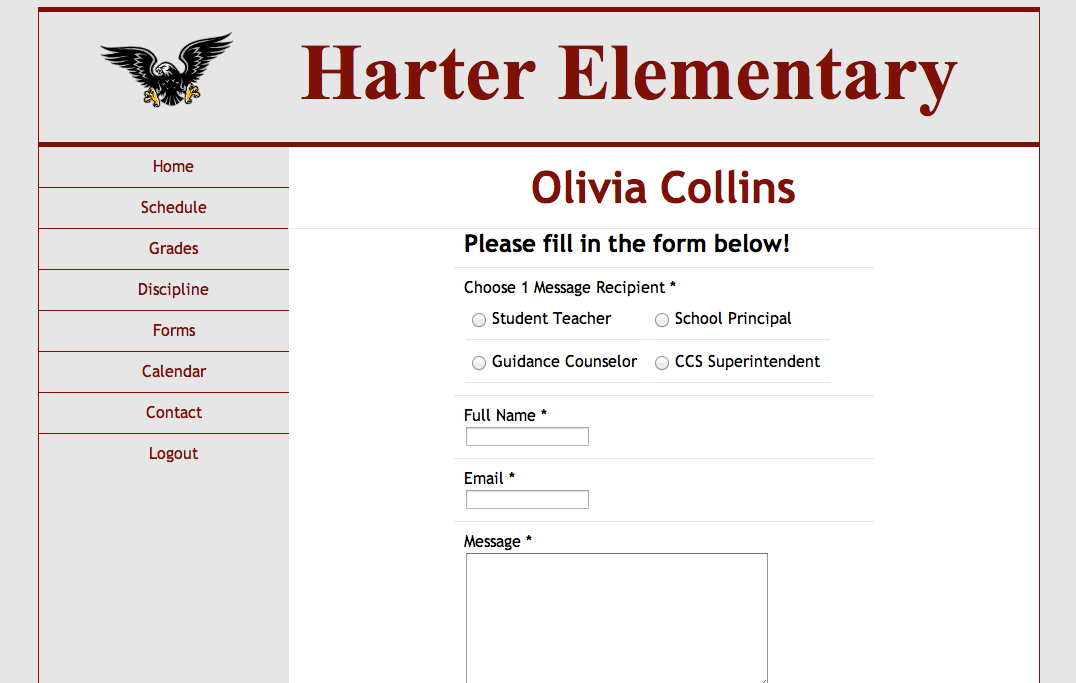 Harter Elementary
Home
Schedule
Grades
Discipline
Forms
Calendar
Contact
Logout
Olivia Collins
Please fill in the form below!
Choose 1 Message Recipient *
Student Teacher School Principal
Guidance Counselor CCS Superintendent
Full Name *
Email *
Message *